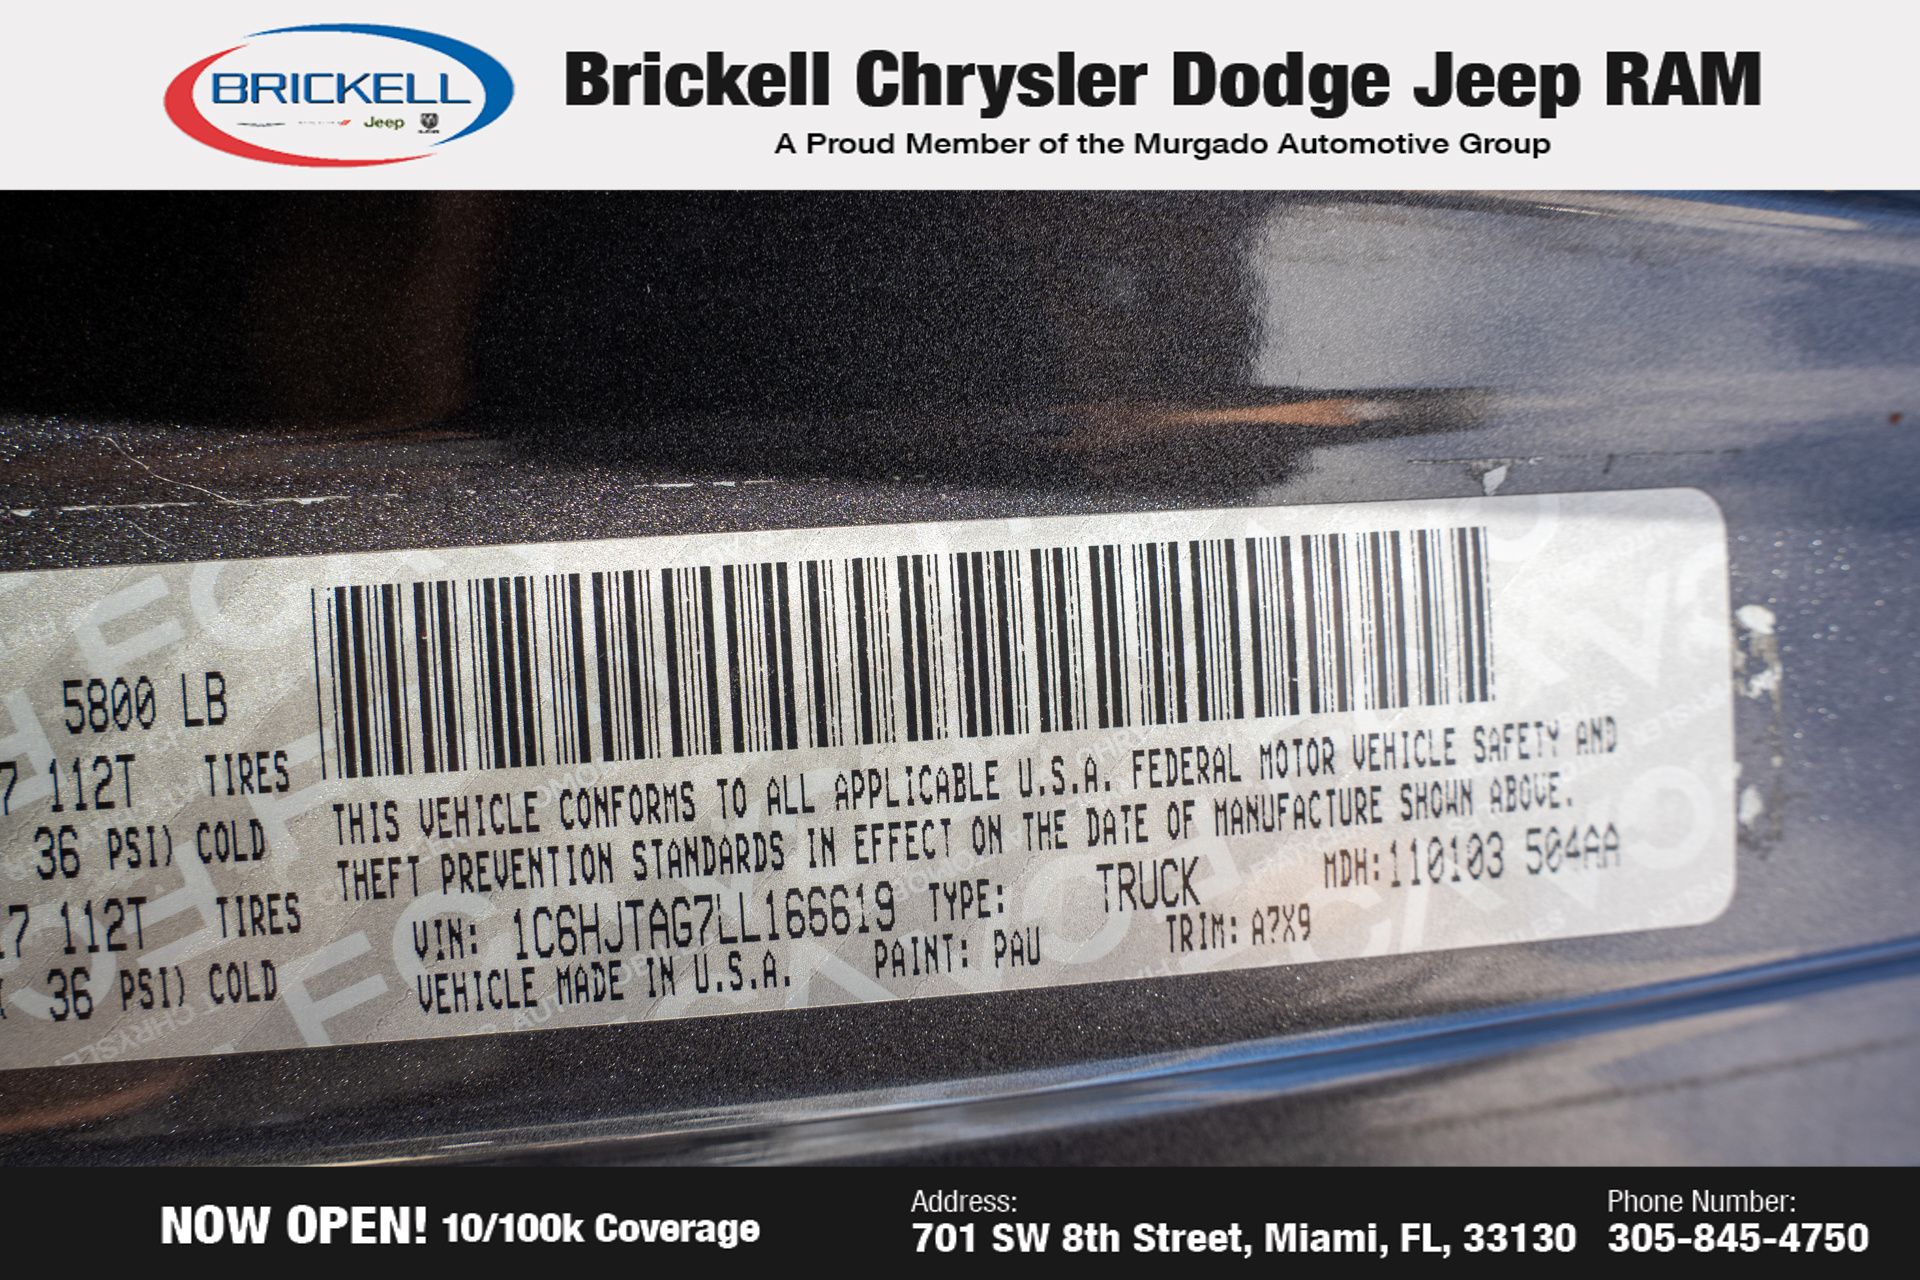 BRICKELL
Jeep
RAM
Brickell Chrysler Dodge Jeep RAM
A Proud Member of the Murgado Automotive Group
5800 LB
7 112T TIRES
36 PSI) COLD
17 112T TIRES
36 PSI) COLD
THIS VEHICLE CONFORMS TO ALL APPLICABLE U.S.A. FEDERAL MOTOR VEHICLE SAFETY AND
THEFT PREVENTION STANDARDS IN EFFECT ON THE DATE OF MANUFACTURE SHOWN ABOVE.
MDH:110103 504AA
VIN: 1C6HJTAG7LL166619 TYPE: TRUCK
VEHICLE MADE IN U.S.A. PAINT: PAU TRIM: A7X9
NOW OPEN! 10/100k Coverage
Address:
701 SW 8th Street, Miami, FL, 33130
Phone Number:
305-845-4750